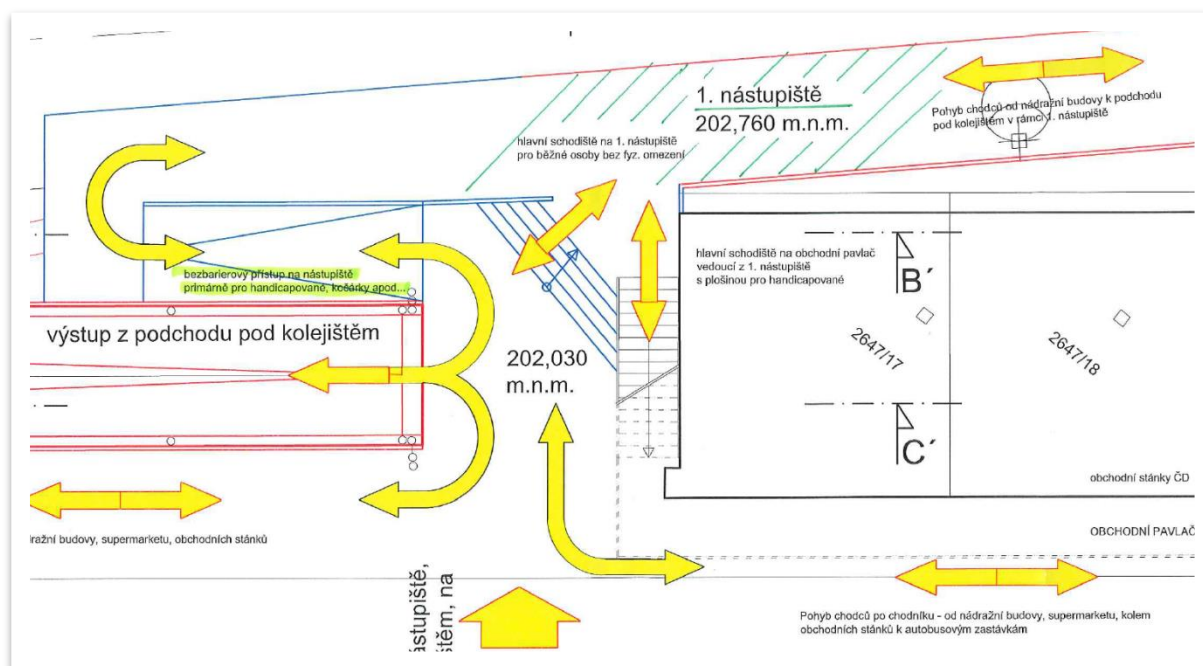 1. nástupiště
202,760 m.n.m.
Pohyb chodců od nádražní budovy k podchodu
pod kolejištěm v rámci 1. nástupiště
hlavní schodiště na 1. nástupiště
pro běžné osoby bez fyz. omezení
bezbarierový přístup na nástupiště
primárně pro handicapované, kočárky apod...
hlavní schodiště na obchodní pavlač
vedoucí z 1. nástupiště
s plošinou pro handicapované
B´
výstup z podchodu pod kolejištěm
202,030
m.n.m.
2647/17
2647/18
C´
obchodní stánky ČD
OBCHODNÍ PAVLAČ
budovy, supermarketu, obchodních stánků
Pohyb chodců po chodníku - od nádražní budovy, supermarketu, kolem
obchodních stánků k autobusovým zastávkám
na